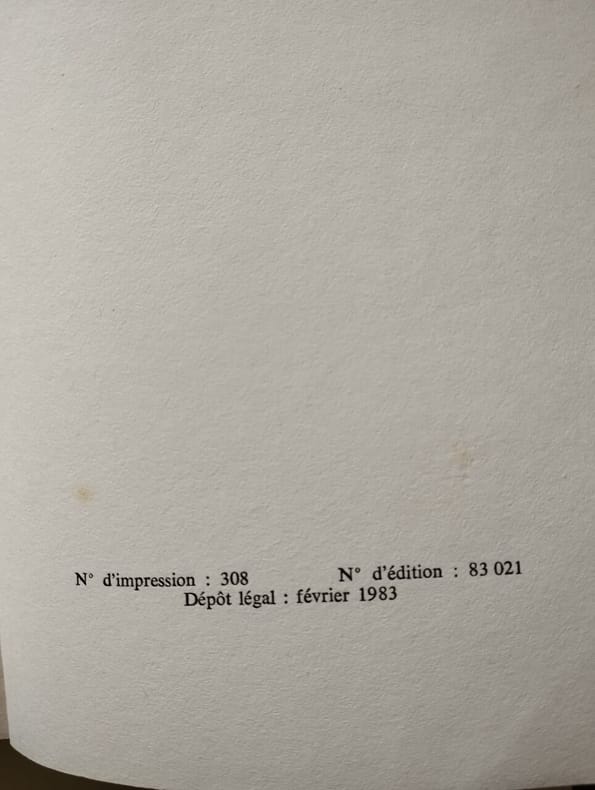 N° d'impression : 308 N° d'édition : 83 021
Dépôt légal : février 1983